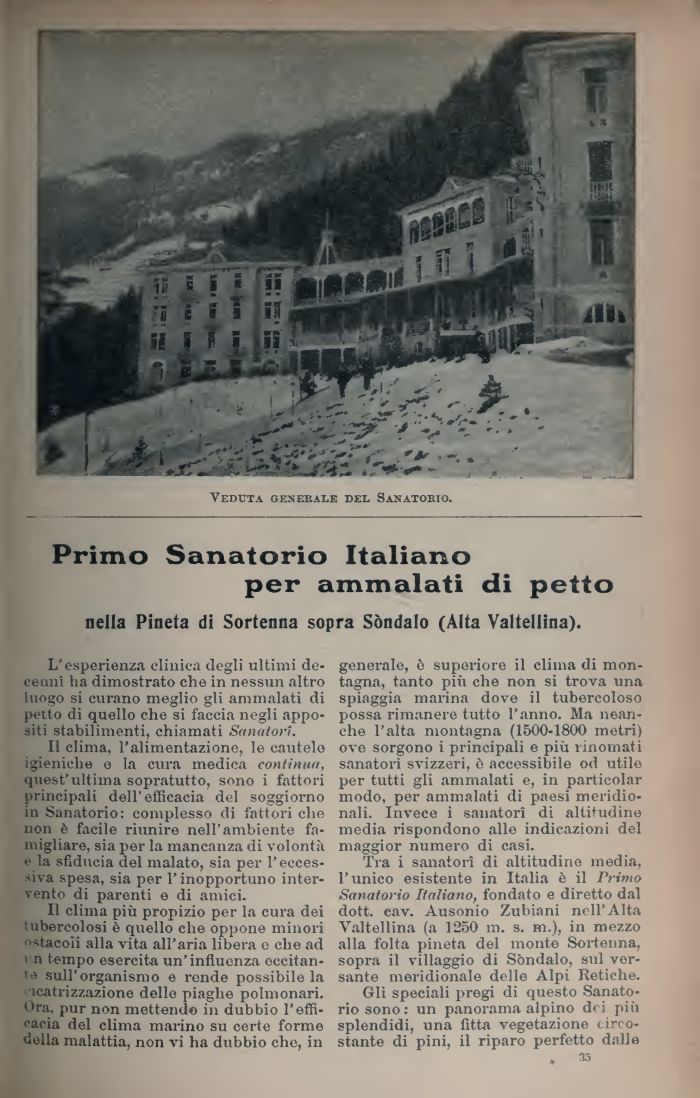 Veduta generale del Sanatorio.
Primo Sanatorio Italiano
per ammalati di petto
nella Pineta di Sortenna sopra Sòndalo (Alta Valtellina).
L'esperienza clinica degli ultimi de-
cenni ha dimostrato che in nessun altro
luogo si curano meglio gli ammalati di
petto di quello che si faccia negli appo-
siti stabilimenti, chiamati Sanatorî.
Il clima, l'alimentazione, le cautele
igieniche e la cura medica continua,
quest'ultima sopratutto, sono i fattori
principali dell'efficacia del soggiorno
in Sanatorio: complesso di fattori che
non è facile riunire nell'ambiente fa-
migliare, sia per la mancanza di volontà
e la sfiducia del malato, sia per l'ecces-
siva spesa, sia per l'inopportuno inter-
vento di parenti e di amici.
Il clima più propizio per la cura dei
tubercolosi è quello che oppone minori
ostacoli alla vita all'aria libera e che ad
un tempo esercita un'influenza eccitan-
te sull'organismo e rende possibile la
cicatrizzazione delle piaghe polmonari.
Ora, pur non mettendo in dubbio l'effi-
cacia del clima marino su certe forme
della malattia, non vi ha dubbio che, in
generale, è superiore il clima di mon-
tagna, tanto più che non si trova una
spiaggia marina dove il tubercoloso
possa rimanere tutto l'anno. Ma nean-
che l'alta montagna (1500-1800 metri)
ove sorgono i principali e più rinomati
sanatorî svizzeri, è accessibile od utile
per tutti gli ammalati e, in particolar
modo, per ammalati di paesi meridio-
nali. Invece i sanatorî di altitudine
media rispondono alle indicazioni del
maggior numero di casi.
Tra i sanatorî di altitudine media,
l'unico esistente in Italia è il Primo
Sanatorio Italiano, fondato e diretto dal
dott. cav. Ausonio Zubiani nell'Alta
Valtellina (a 1250 m. s. m.), in mezzo
alla folta pineta del monte Sortenna,
sopra il villaggio di Sòndalo, sul ver-
sante meridionale delle Alpi Retiche.
Gli speciali pregi di questo Sanato-
rio sono: un panorama alpino dei più
splendidi, una fitta vegetazione circo-
stante di pini, il riparo perfetto dalle
* 35